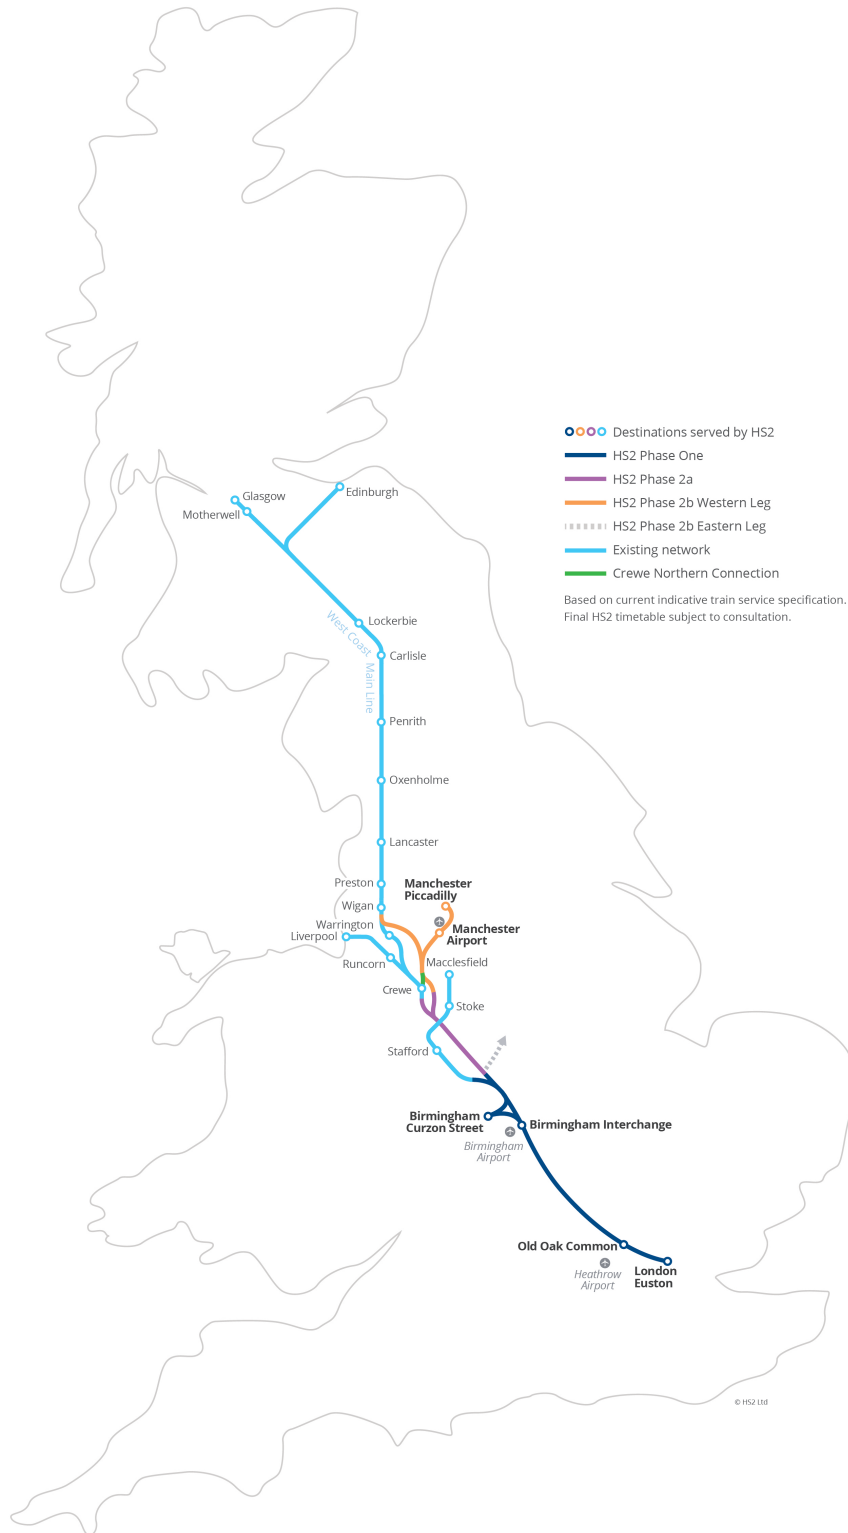 Destinations served by HS2
HS2 Phase One
HS2 Phase 2a
HS2 Phase 2b Western Leg
HS2 Phase 2b Eastern Leg
Existing network
Crewe Northern Connection
Based on current indicative train service specification.
Final HS2 timetable subject to consultation.
Glasgow
Edinburgh
Motherwell
Lockerbie
West Coast Main Line
Carlisle
Penrith
Oxenholme
Lancaster
Preston
Manchester
Piccadilly
Wigan
Warrington
Manchester
Airport
Liverpool
Runcorn
Macclesfield
Crewe
Stoke
Stafford
Birmingham
Curzon Street
Birmingham Interchange
Birmingham
Airport
Old Oak Common
Heathrow
Airport
London
Euston
© HS2 Ltd